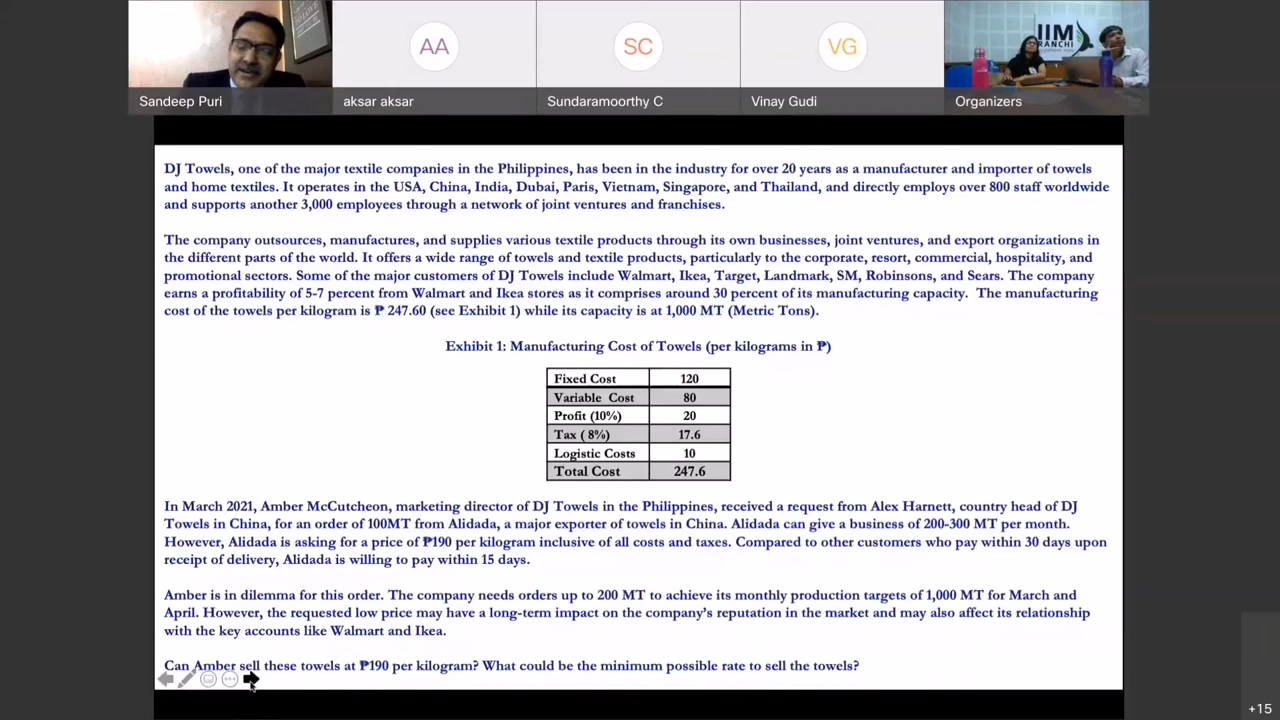 AA
SC
VG
IIM
RANCHI
Sandeep Puri
aksar aksar
Sundaramoorthy C
Vinay Gudi
Organizers
DJ Towels, one of the major textile companies in the Philippines, has been in the industry for over 20 years as a manufacturer and importer of towels
and home textiles. It operates in the USA, China, India, Dubai, Paris, Vietnam, Singapore, and Thailand, and directly employs over 800 staff worldwide
and supports another 3,000 employees through a network of joint ventures and franchises.
The company outsources, manufactures, and supplies various textile products through its own businesses, joint ventures, and export organizations in
the different parts of the world. It offers a wide range of towels and textile products, particularly to the corporate, resort, commercial, hospitality, and
promotional sectors. Some of the major customers of DJ Towels include Walmart, Ikea, Target, Landmark, SM, Robinsons, and Sears. The company
earns a profitability of 5-7 percent from Walmart and Ikea stores as it comprises around 30 percent of its manufacturing capacity. The manufacturing
cost of the towels per kilogram is ₱ 247.60 (see Exhibit 1) while its capacity is at 1,000 MT (Metric Tons).
Exhibit 1: Manufacturing Cost of Towels (per kilograms in ₱)
Fixed Cost 120
Variable Cost 80
Profit (10%) 20
Tax ( 8%) 17.6
Logistic Costs 10
Total Cost 247.6
In March 2021, Amber McCutcheon, marketing director of DJ Towels in the Philippines, received a request from Alex Harnett, country head of DJ
Towels in China, for an order of 100MT from Alidada, a major exporter of towels in China. Alidada can give a business of 200-300 MT per month.
However, Alidada is asking for a price of ₱190 per kilogram inclusive of all costs and taxes. Compared to other customers who pay within 30 days upon
receipt of delivery, Alidada is willing to pay within 15 days.
Amber is in dilemma for this order. The company needs orders up to 200 MT to achieve its monthly production targets of 1,000 MT for March and
April. However, the requested low price may have a long-term impact on the company's reputation in the market and may also affect its relationship
with the key accounts like Walmart and Ikea.
Can Amber sell these towels at ₱190 per kilogram? What could be the minimum possible rate to sell the towels?
+15